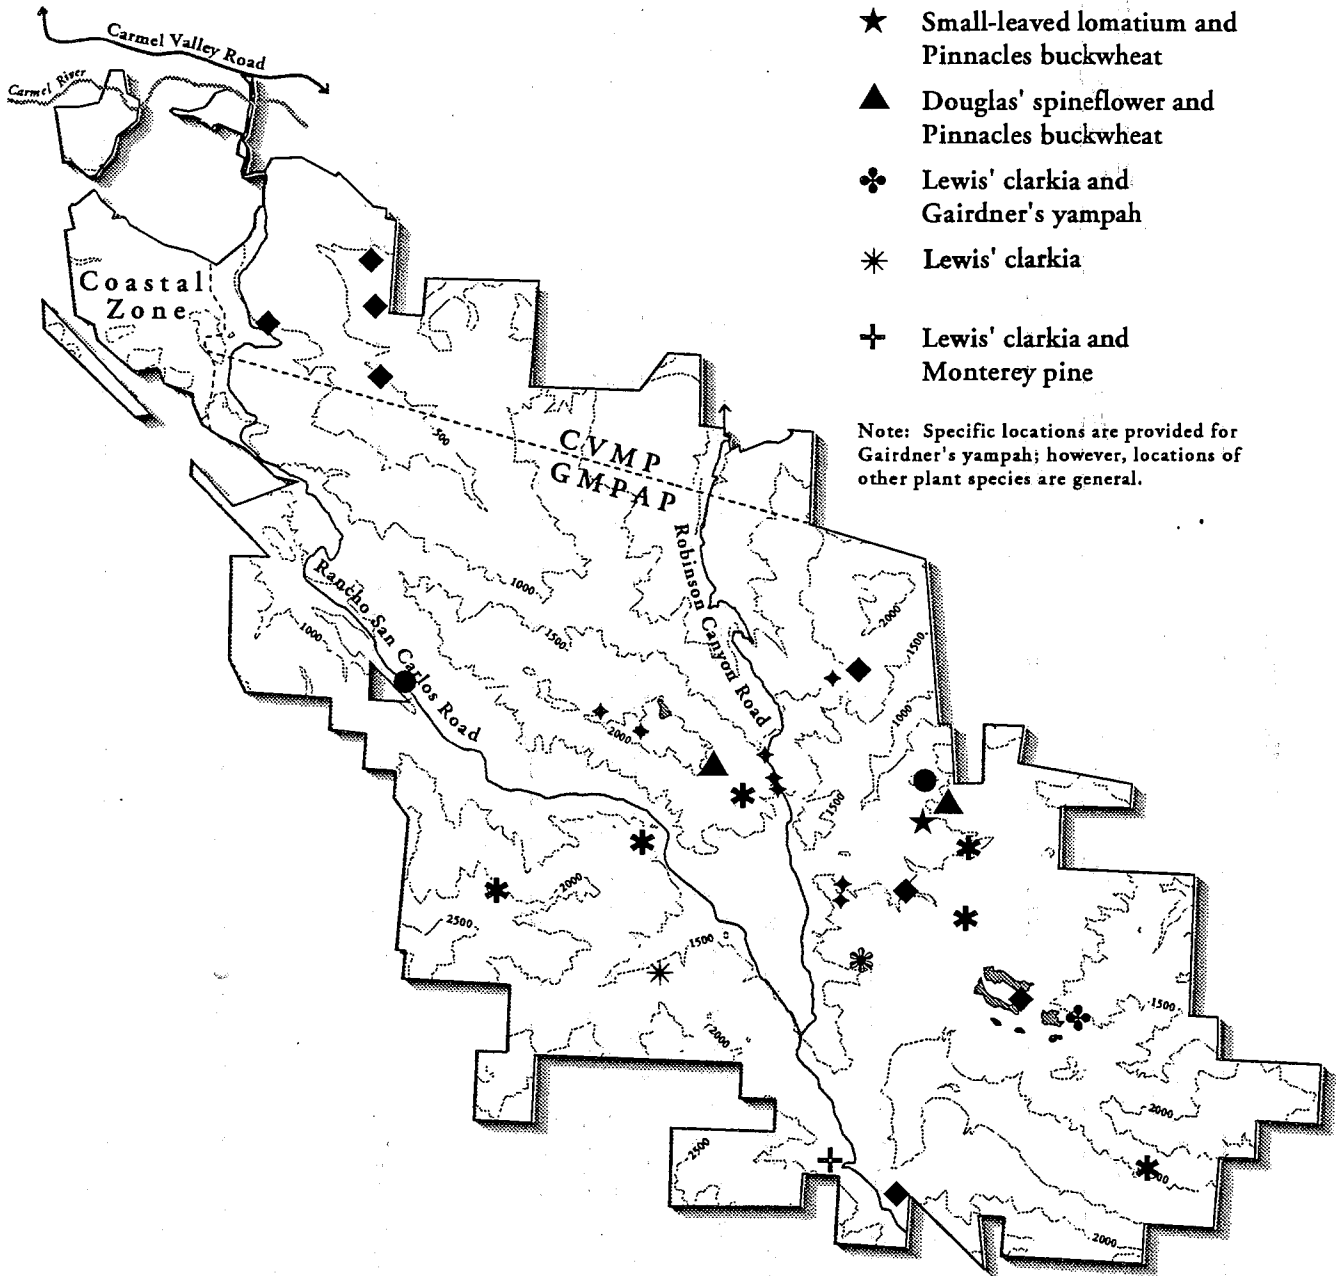 Small-leaved lomatium and
Pinnacles buckwheat
Douglas' spineflower and
Pinnacles buckwheat
Lewis' clarkia and
Gairdner's yampah
Lewis' clarkia
Lewis' clarkia and
Monterey pine
Note: Specific locations are provided for
Gairdner's yampah; however, locations of
other plant species are general.
Carmel Valley Road
Carmel River
Coastal
Zone
500
CVMP
GMPAP
Robinson Canyon Road
Rancho San Carlos Road
1000
1000
1500
2000
1500
1000
2000
1500
2000
2500
1500
2000
1500
2000
2500
2000